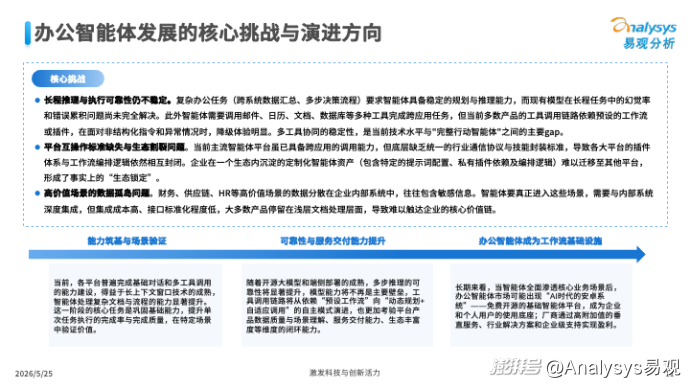 办公智能体发展的核心挑战与演进方向
analysys
易观分析
核心挑战
● 长程推理与执行可靠性仍不稳定。复杂办公任务（跨系统数据汇总、多步决策流程）要求智能体具备稳定的规划与推理能力，而现有模型在长程任务中的幻觉率
和错误累积问题尚未完全解决。此外智能体需要调用邮件、日历、文档、数据库等多种工具完成跨应用任务，但当前多数产品的工具调用链路依赖预设的工作流
或插件，在面对非结构化指令和异常情况时，降级体验明显。多工具协同的稳定性，是当前技术水平与"完整行动智能体"之间的主要gap。
● 平台互操作标准缺失与生态割裂问题。当前主流智能体平台虽已具备跨应用的调用能力，但底层缺乏统一的行业通信协议与技能封装标准，导致各大平台的插件
体系与工作流编排逻辑依然相互封闭。企业在一个生态内沉淀的定制化智能体资产（包含特定的提示词配置、私有插件依赖及编排逻辑）难以迁移至其他平台，
形成了事实上的"生态锁定"。
● 高价值场景的数据孤岛问题。财务、供应链、HR等高价值场景的数据分散在企业内部系统中，往往包含敏感信息。智能体要真正进入这些场景，需要与内部系统
深度集成，但集成成本高、接口标准化程度低，大多数产品停留在浅层文档处理层面，导致难以触达企业的核心价值链。
能力筑基与场景验证
可靠性与服务交付能力提升
办公智能体成为工作流基础设施
当前，各平台普遍完成基础对话和多工具调用
的能力建设，得益于长上下文窗口技术的成熟，
智能体处理复杂文档与流程的能力显著提升。
这一阶段的核心任务是巩固基础能力，提升单
次任务执行的完成率与完成质量，在特定场景
中验证价值。
随着开源大模型和端侧部署的成熟，多步推理的可
靠性将显著提升，模型能力将不再是主要壁垒。工
具调用链路将从依赖"预设工作流"向"动态规划+
自适应调用"的自主模式演进，也更加考验平台产
品数据质量与场景理解、服务交付能力、生态丰富
度等维度的闭环能力。
长期来看，当智能体全面渗透核心业务场景后，
办公智能体市场可能出现"AI时代的安卓系
统"——免费开源的基础智能体平台，成为企业
和个人用户的使用底座；厂商通过高附加值的垂
直服务、行业解决方案和企业级支持实现盈利。
2026/5/25
激发科技与创新活力
澎湃号@Analysys易观